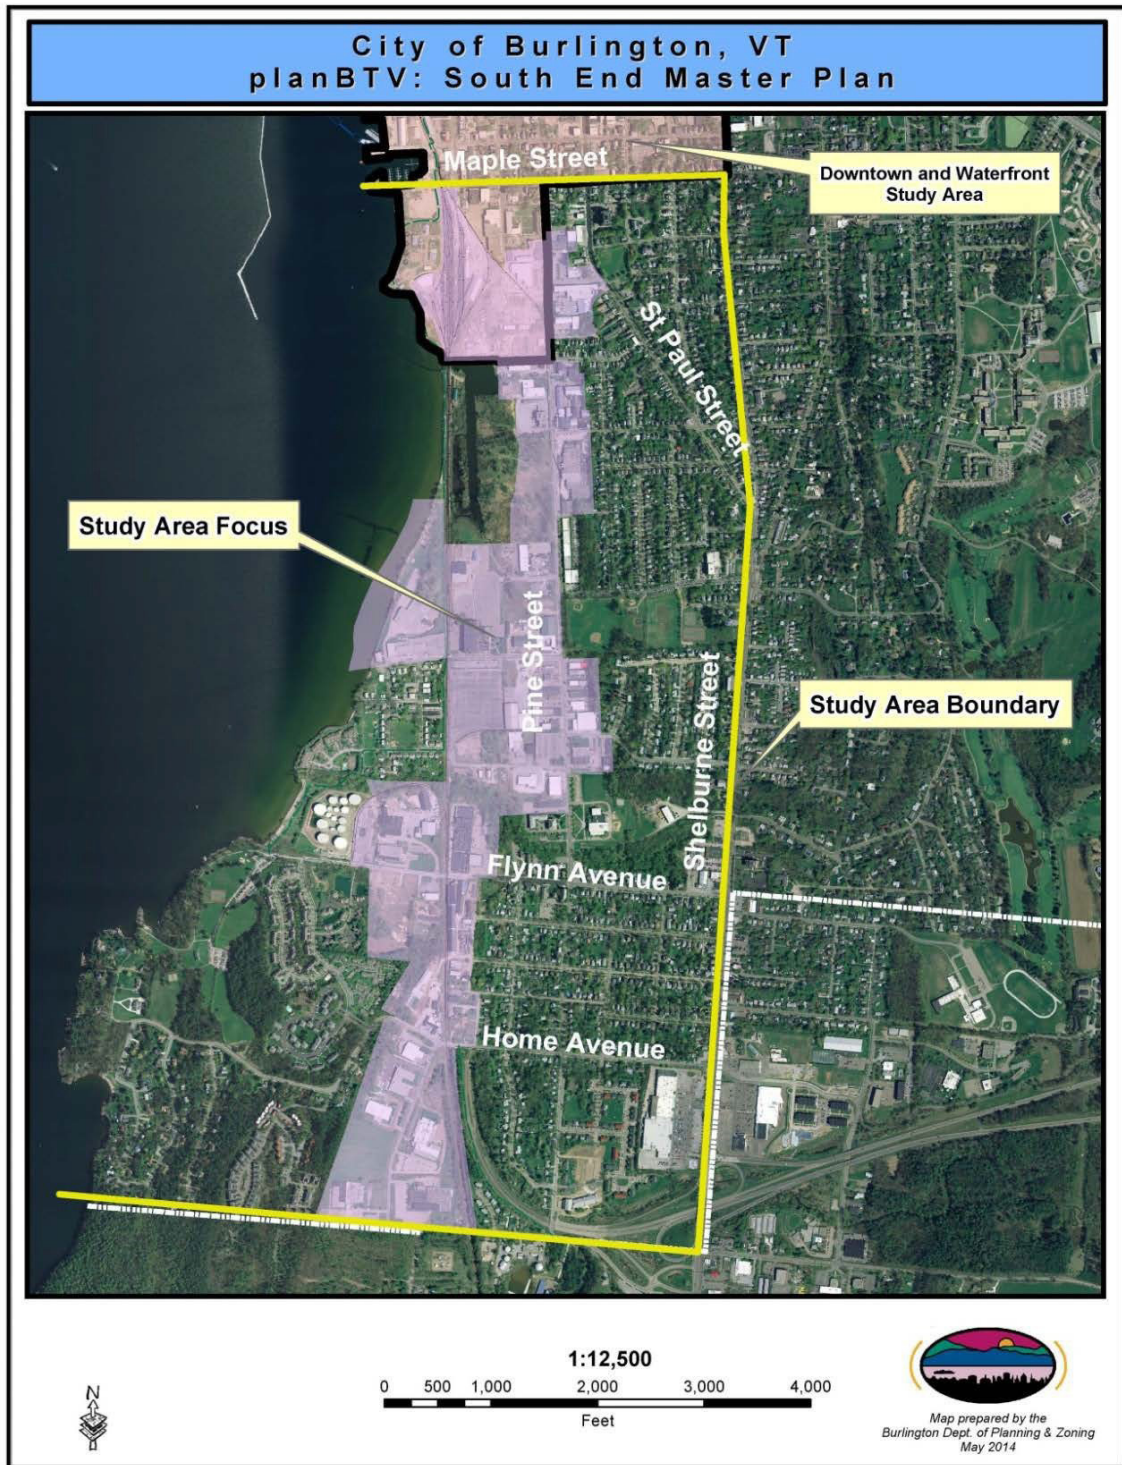 City of Burlington, VT
planBTV: South End Master Plan
Maple Street
Downtown and Waterfront
Study Area
St Paul Street
Study Area Focus
Pine Street
Shelburne Street
Study Area Boundary
Flynn Avenue
Home Avenue
1:12,500
0 500 1,000 2,000 3,000 4,000
Feet
N
Map prepared by the
Burlington Dept. of Planning & Zoning
May 2014